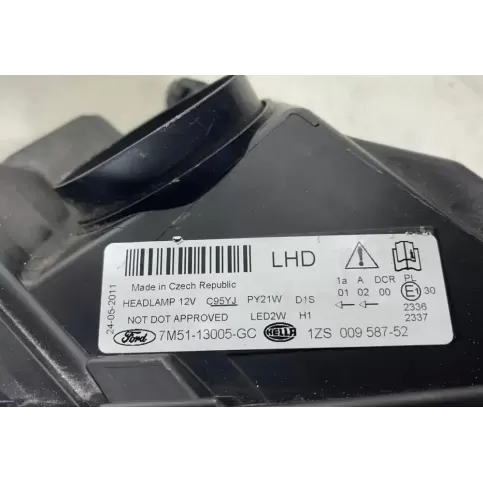 LHD
24-05-2011
Made in Czech Republic
1a A DCR PL
HEADLAMP 12V C95YJ PY21W D1S 01 02 00 E1 30
NOT DOT APPROVED LED2W H1 2336
2337
Ford 7M51-13005-GC HELLA 1ZS 009 587-52